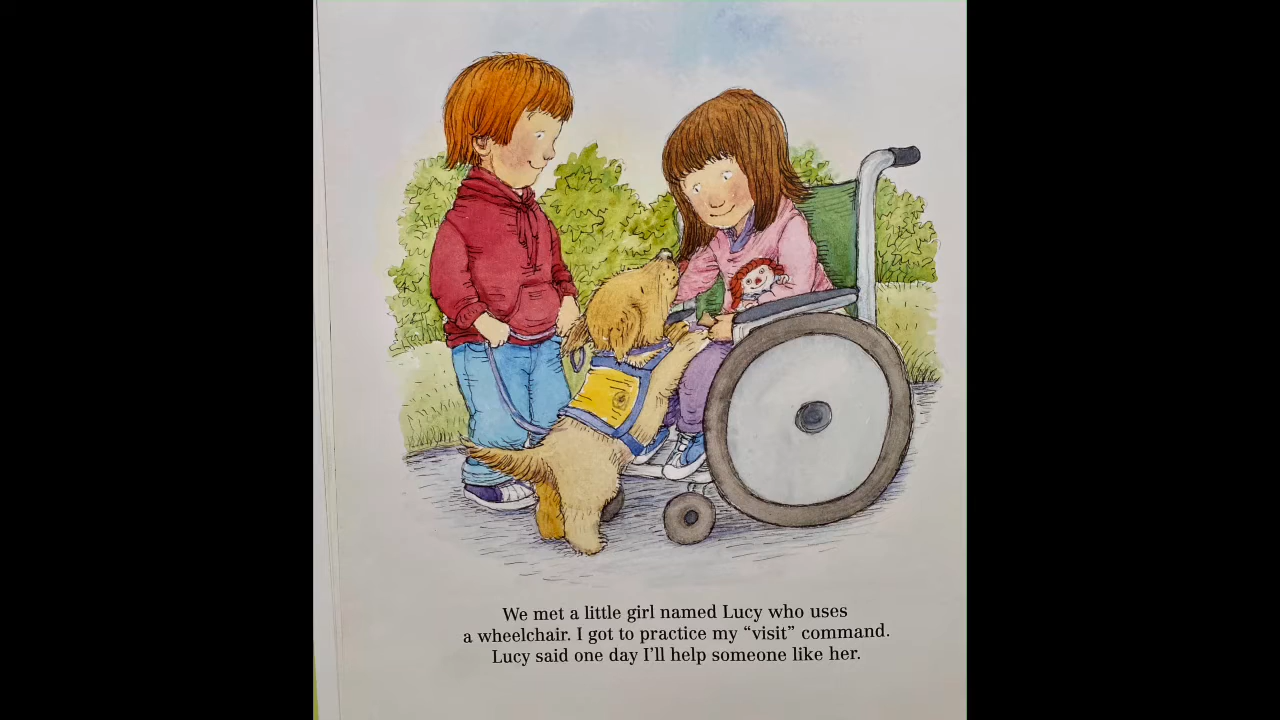 We met a little girl named Lucy who uses
a wheelchair. I got to practice my “visit” command.
Lucy said one day I’ll help someone like her.